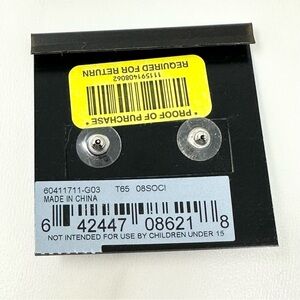 * PROOF OF PURCHASE *
111591408062
REQUIRED FOR RETURN
60411711-G03 T65 08SOCI
MADE IN CHINA
6 42447 08621 8
NOT INTENDED FOR USE BY CHILDREN UNDER 15